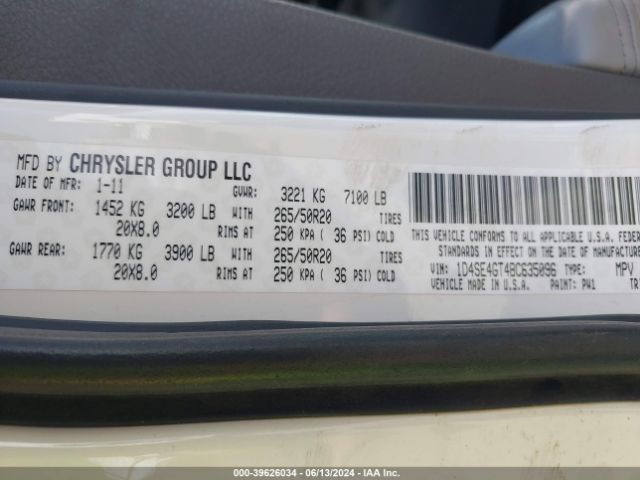 MFD BY CHRYSLER GROUP LLC
DATE OF MFR: 1-11 GVWR: 3221 KG 7100 LB
GAWR FRONT: 1452 KG 3200 LB WITH 265/50R20 TIRES
20X8.0 RIMS AT 250 KPA ( 36 PSI) COLD
GAWR REAR: 1770 KG 3900 LB WITH 265/50R20 TIRES
20X8.0 RIMS AT 250 KPA ( 36 PSI) COLD
THIS VEHICLE CONFORMS TO ALL APPLICABLE U.S.A. FEDER
STANDARDS IN EFFECT ON THE DATE OF MANUFACTURE
VIN: 1D4SE4GT4BC635096 TYPE: MPV
VEHICLE MADE IN U.S.A. PAINT: PW1 TR
000-39626034 - 06/13/2024 - IAA Inc.